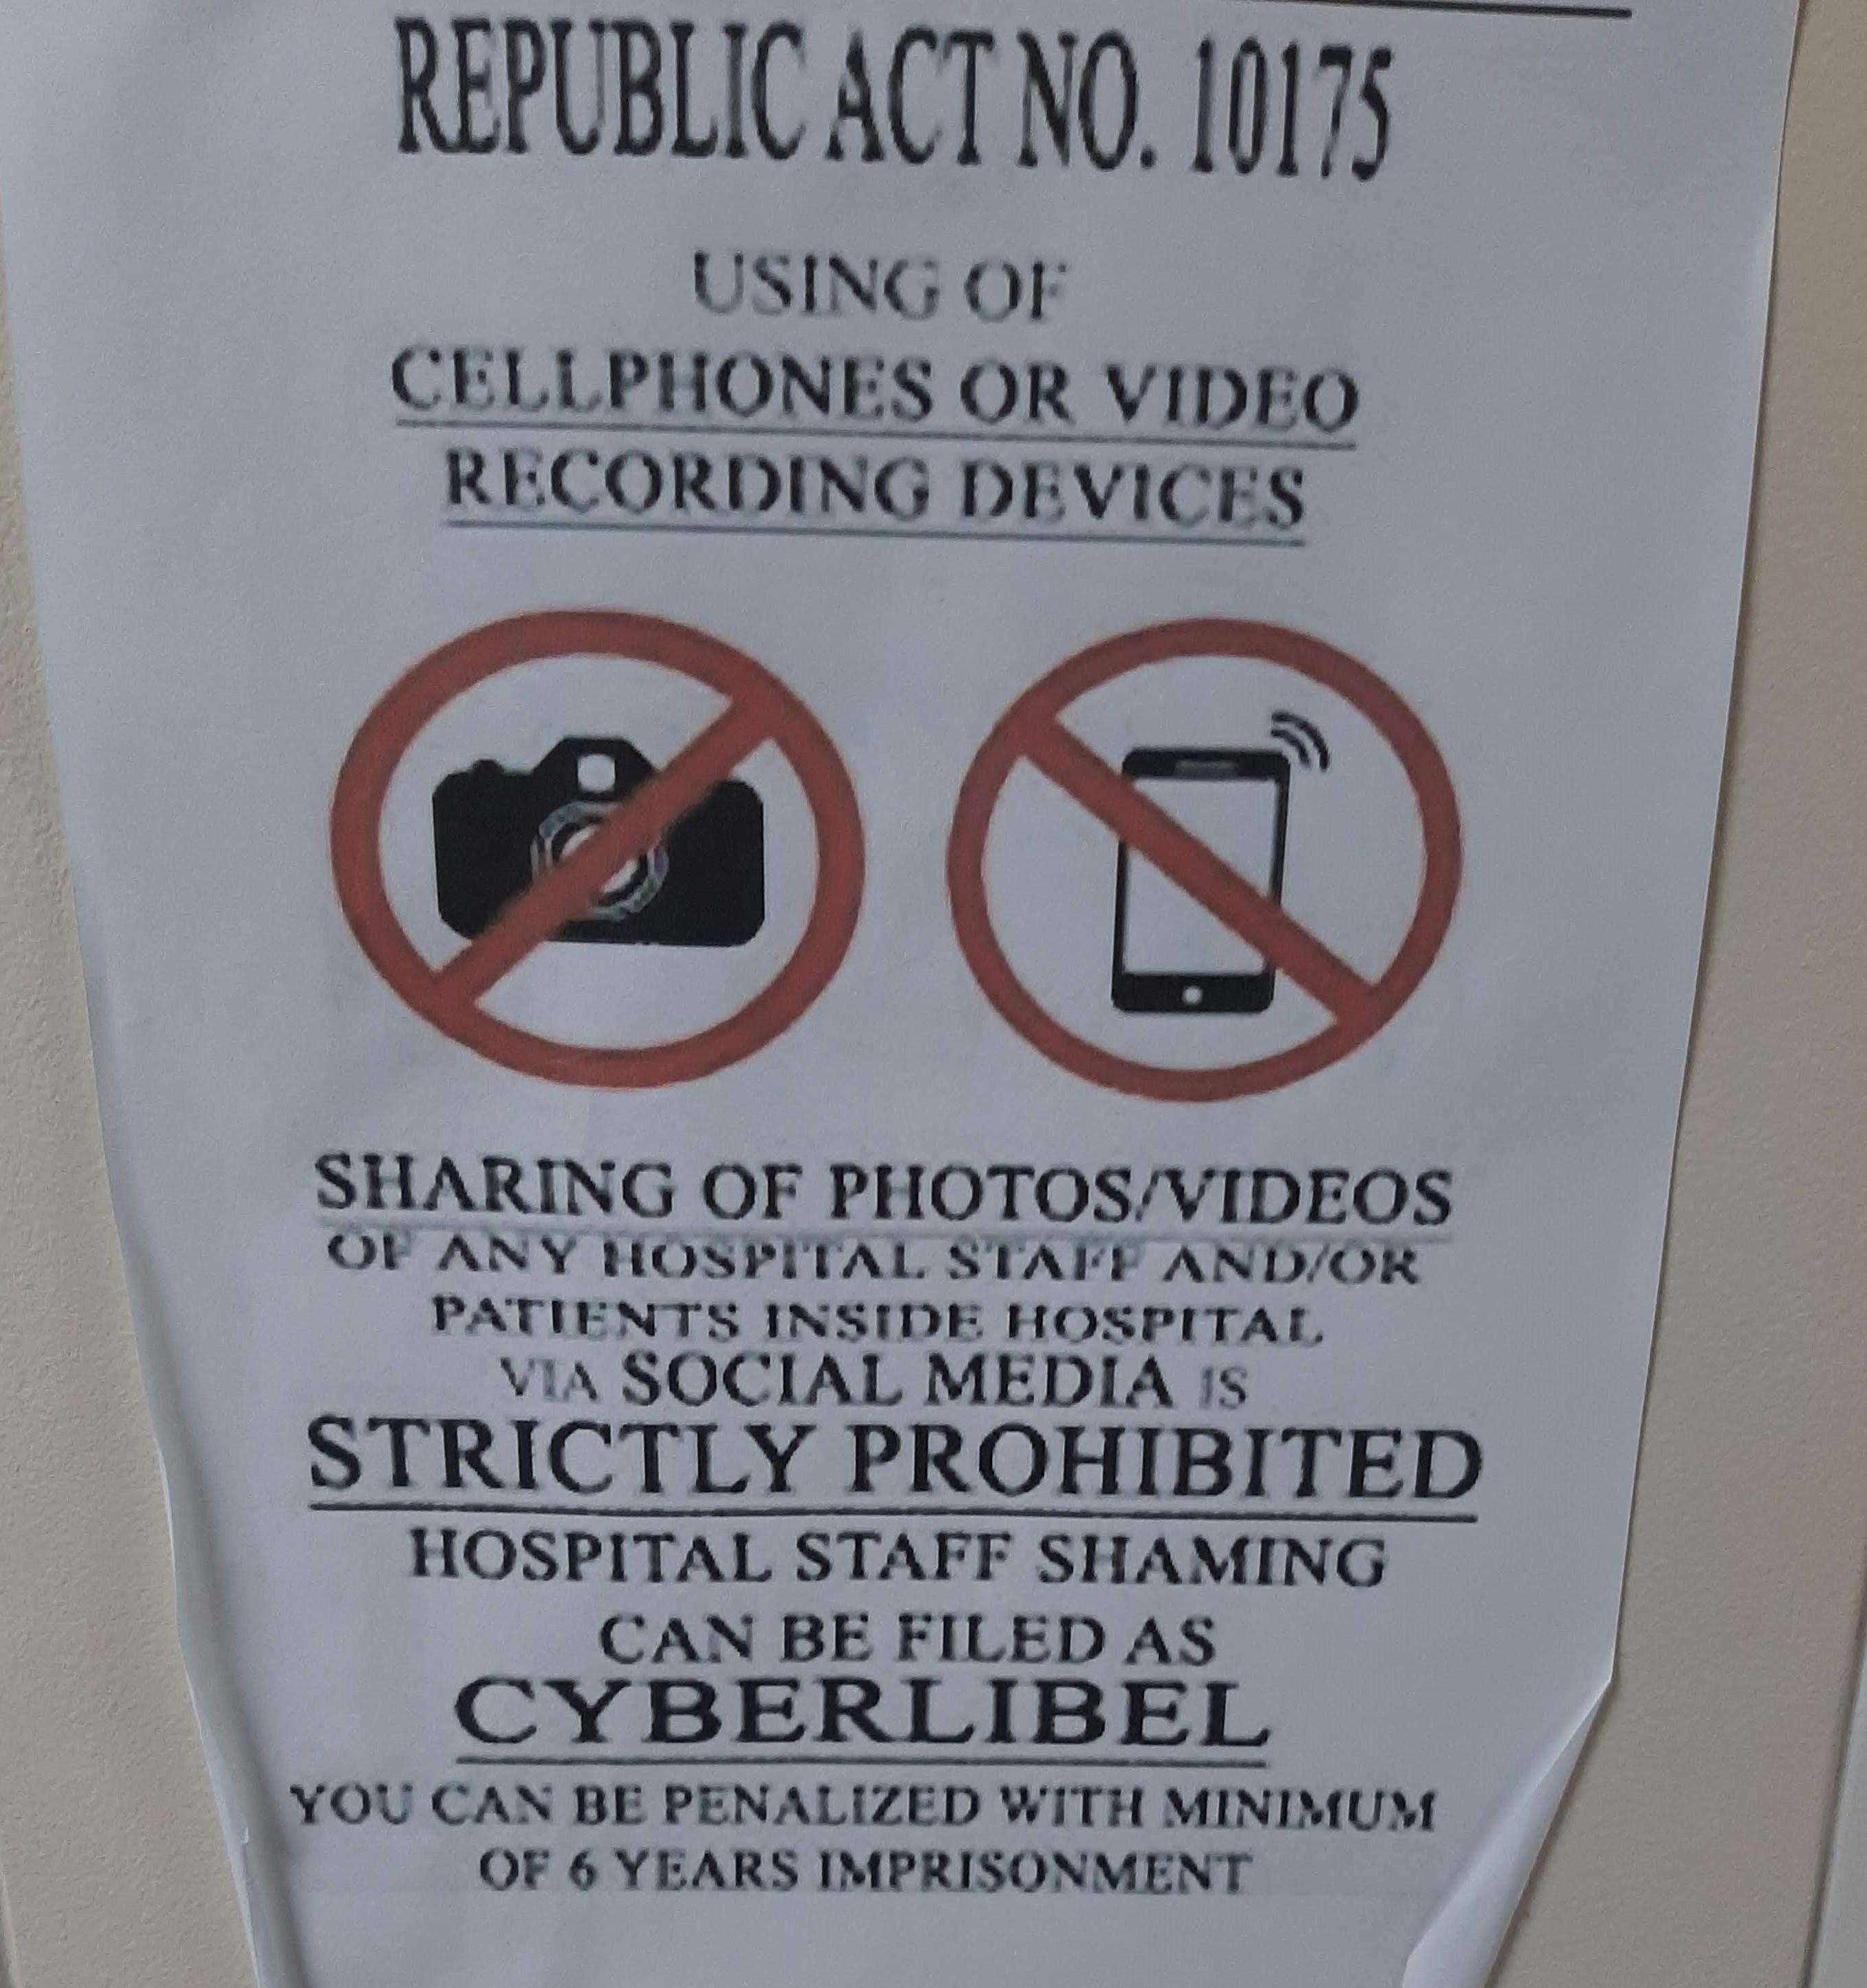 REPUBLIC ACT NO. 10175
USING OF
CELLPHONES OR VIDEO
RECORDING DEVICES
SHARING OF PHOTOS/VIDEOS
OF ANY HOSPITAL STAFF AND/OR
PATIENTS INSIDE HOSPITAL
VIA SOCIAL MEDIA IS
STRICTLY PROHIBITED
HOSPITAL STAFF SHAMING
CAN BE FILED AS
CYBERLIBEL
YOU CAN BE PENALIZED WITH MINIMUM
OF 6 YEARS IMPRISONMENT